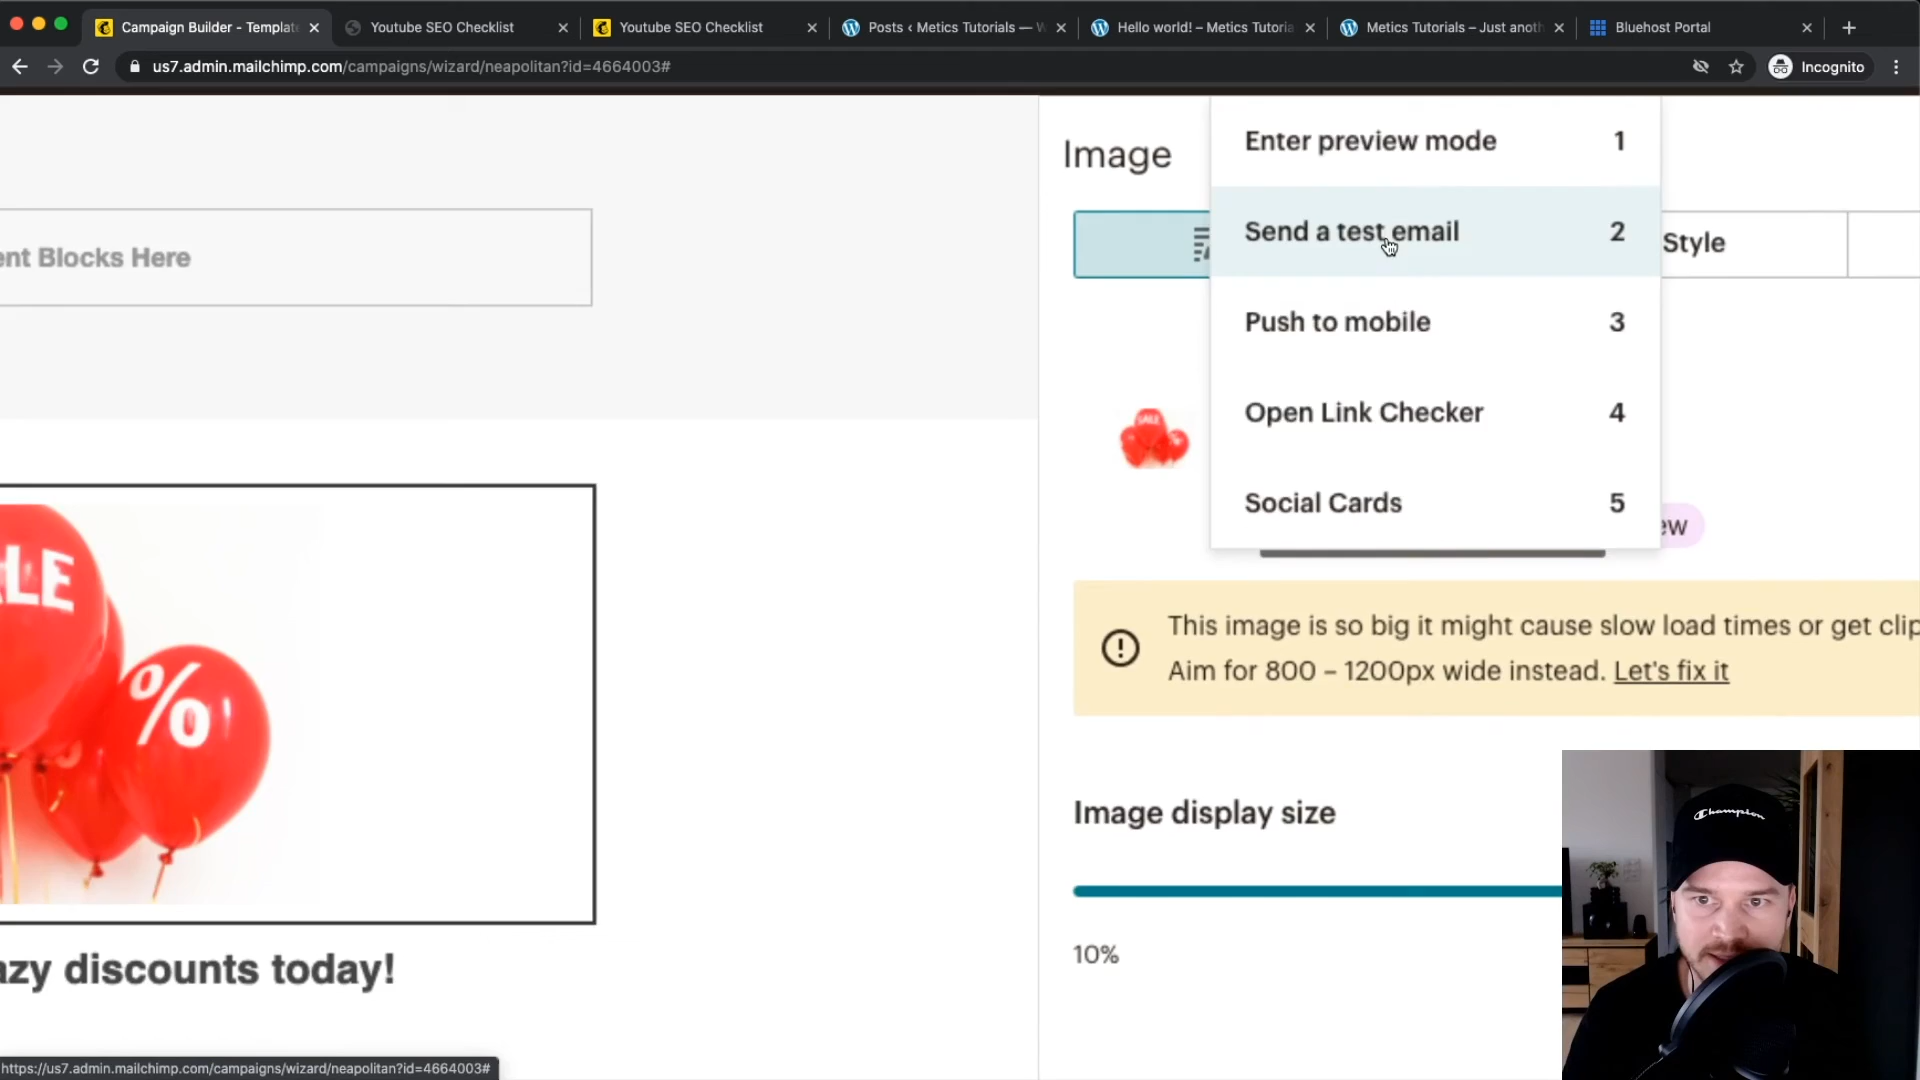 Campaign Builder - Templat
Youtube SEO Checklist
Youtube SEO Checklist
Posts ‹ Metics Tutorials — W
Hello world! – Metics Tutoria
Metics Tutorials – Just anoth
Bluehost Portal
us7.admin.mailchimp.com/campaigns/wizard/neapolitan?id=4664003#
Incognito
Image
Enter preview mode 1
Send a test email 2
Push to mobile 3
Open Link Checker 4
Social Cards 5
Style
ent Blocks Here
ew
This image is so big it might cause slow load times or get clip
Aim for 800 – 1200px wide instead. Let's fix it
SALE
ALE
%
Image display size
10%
azy discounts today!
Champion
https://us7.admin.mailchimp.com/campaigns/wizard/neapolitan?id=4664003#